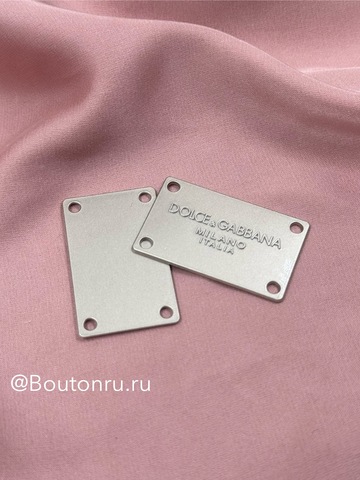 DOLCE & GABBANA
MILANO
ITALIA
@Boutonru.ru